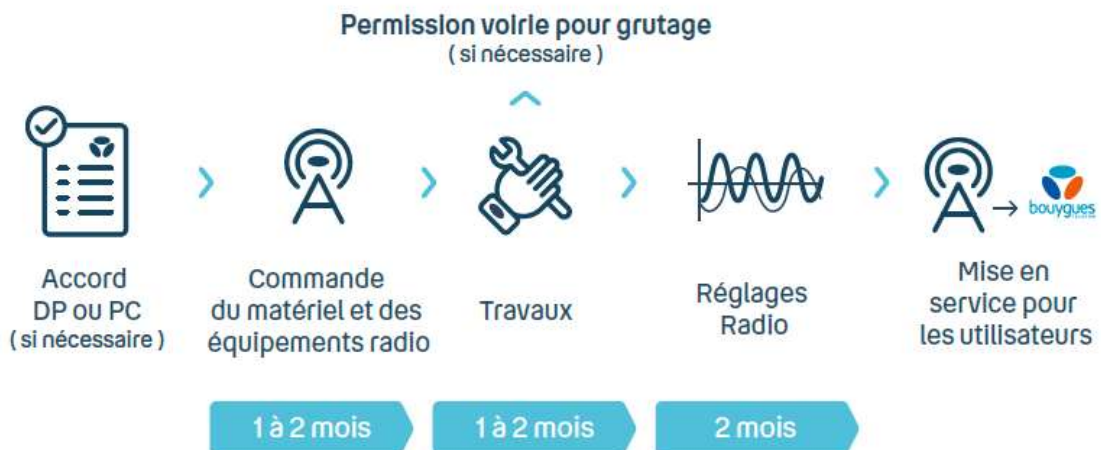 Permission voirie pour grutage
( si nécessaire )
bouygues
Accord
DP ou PC
( si nécessaire )
Commande
du matériel et des
équipements radio
Travaux
Réglages
Radio
Mise en
service pour
les utilisateurs
1 à 2 mois
1 à 2 mois
2 mois